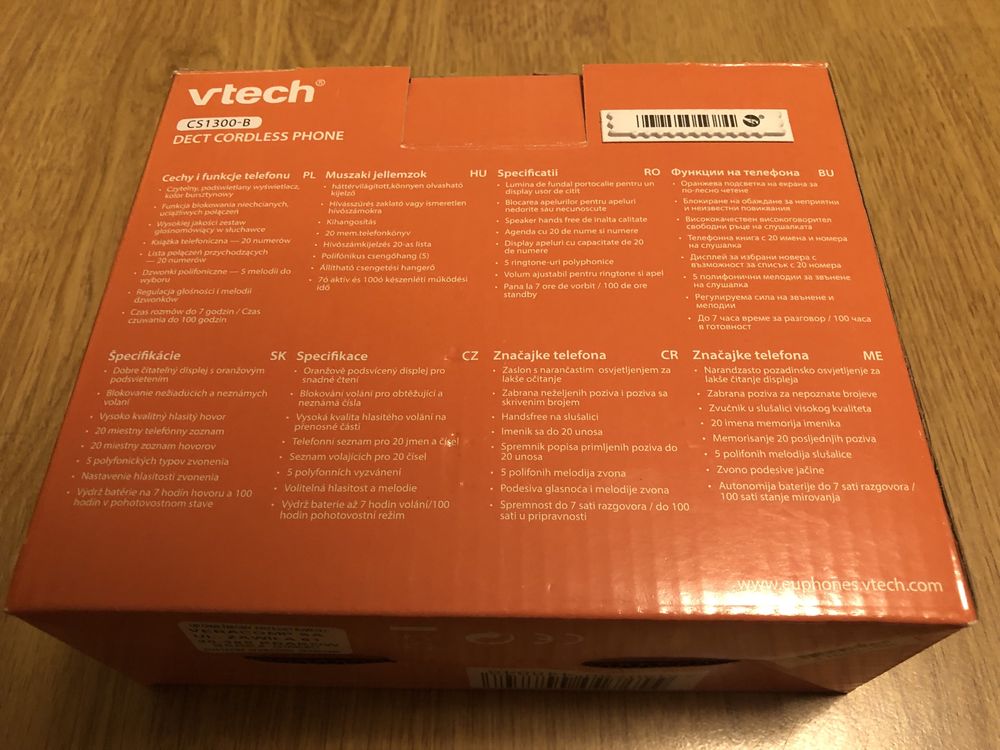 vtech®
CS1300-B
DECT CORDLESS PHONE
Cechy i funkcje telefonu PL
• Czytelny, podświetlany wyświetlacz,
kolor bursztynowy
• Funkcja blokowania niechcianych,
uciążliwych połączeń
• Wysokiej jakości zestaw
głośnomówiący w słuchawce
• Książka telefoniczna — 20 numerów
• Lista połączeń przychodzących
— 20 numerów
• Dzwonki polifoniczne — 5 melodii do
wyboru
• Regulacja głośności i melodii
dzwonków
• Czas rozmów do 7 godzin / Czas
czuwania do 100 godzin
Muszaki jellemzok HU
• háttérvilágított,könnyen olvasható
kijelző
• Hívásszűrés zaklató vagy ismeretlen
hívószámokra
• Kihangosítás
• 20 mem.telefonkönyv
• Hívószámkijelzés 20-as lista
• Polifónikus csengőhang (5)
• Állítható csengetési hangerő
• 7ó aktív és 100ó készenléti működési
idő
Specificatii RO
• Lumina de fundal portocalie pentru un
display usor de citit
• Blocarea apelurilor pentru apeluri
nedorite sau necunoscute
• Speaker hands free de inalta calitate
• Agenda cu 20 de nume si numere
• Display apeluri cu capacitate de 20
de numere
• 5 ringtone-uri polyphonice
• Volum ajustabil pentru ringtone si apel
• Pana la 7 ore de vorbit / 100 de ore
standby
Функции на телефона BU
• Оранжева подсветка на екрана за
по-лесно четене
• Блокиране на обаждане за неприятни
и неизвестни повиквания
• Висококачествен високоговорител
свободни ръце на слушалката
• Телефонна книга с 20 имена и номера
на слушалка
• Дисплей за избрани новера с
възможност за списък с 20 номера
• 5 полифонични мелодии за звънене
на слушалка
• Регулируема сила на звънене и
мелодии
• До 7 часа време за разговор / 100 часа
в готовност
Špecifikácie SK
• Dobre čitateľný displej s oranžovým
podsvietením
• Blokovanie nežiadúcich a neznámych
volaní
• Vysoko kvalitný hlasitý hovor
• 20 miestny telefónny zoznam
• 20 miestny zoznam hovorov
• 5 polyfonických typov zvonenia
• Nastavenie hlasitosti zvonenia
• Výdrž batérie na 7 hodín hovoru a 100
hodín v pohotovostnom stave
Specifikace CZ
• Oranžově podsvícený displej pro
snadné čtení
• Blokování volání pro obtěžující a
neznámá čísla
• Vysoká kvalita hlasitého volání na
přenosné části
• Telefonní seznam pro 20 jmen a čísel
• Seznam volajících pro 20 čísel
• 5 polyfonních vyzvánění
• Volitelná hlasitost a melodie
• Výdrž baterie až 7 hodin volání/100
hodin pohotovostní režim
Značajke telefona CR
• Zaslon s narančastim osvjetljenjem za
lakše očitanje
• Zabrana neželjenih poziva i poziva sa
skrivenim brojem
• Handsfree na slušalici
• Imenik sa do 20 unosa
• Spremnik popisa primljenih poziva do
20 unosa
• 5 polifonih melodija zvona
• Podesiva glasnoća i melodije zvona
• Spremnost do 7 sati razgovora / do 100
sati u pripravnosti
Značajke telefona ME
• Narandzasto pozadinsko osvjetljenje za
lakše čitanje displeja
• Zabrana poziva za nepoznate brojeve
• Zvučnik u slušalici visokog kvaliteta
• 20 imena memorija imenika
• Memorisanje 20 posljednjih poziva
• 5 polifonih melodija slušalice
• Zvono podesive jačine
• Autonomija baterije do 7 sati razgovora /
100 sati stanje mirovanja
www.euphones.vtech.com
VERACOMP SA
UL. ZAWIŁA 61
30-390 KRAKÓW